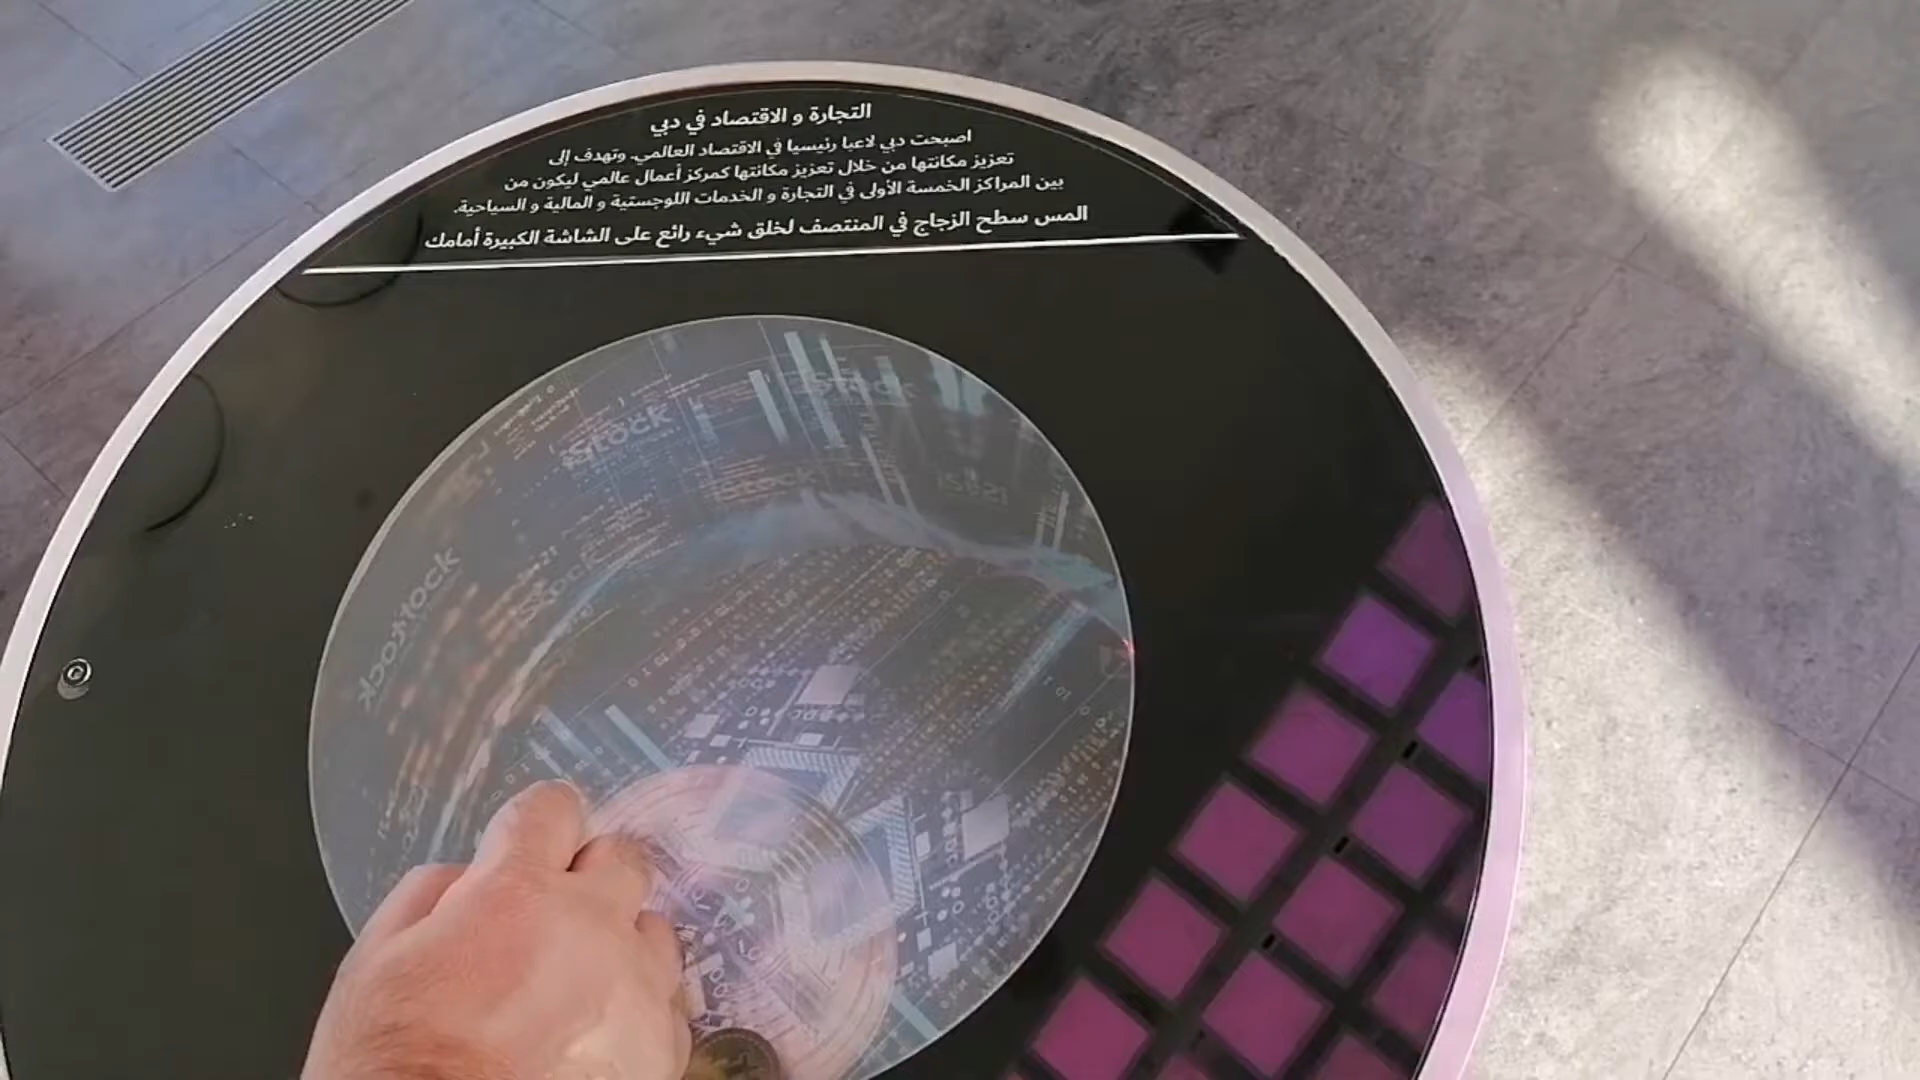 التجارة و الاقتصاد في دبي
اصبحت دبي لاعبا رئيسيا في الاقتصاد العالمي. وتهدف إلى
تعزيز مكانتها من خلال تعزيز مكانتها كمركز أعمال عالمي ليكون من
بين المراكز الخمسة الأولى في التجارة و الخدمات اللوجستية و المالية و السياحية.
المس سطح الزجاج في المنتصف لخلق شيء رائع على الشاشة الكبيرة أمامك
iStock